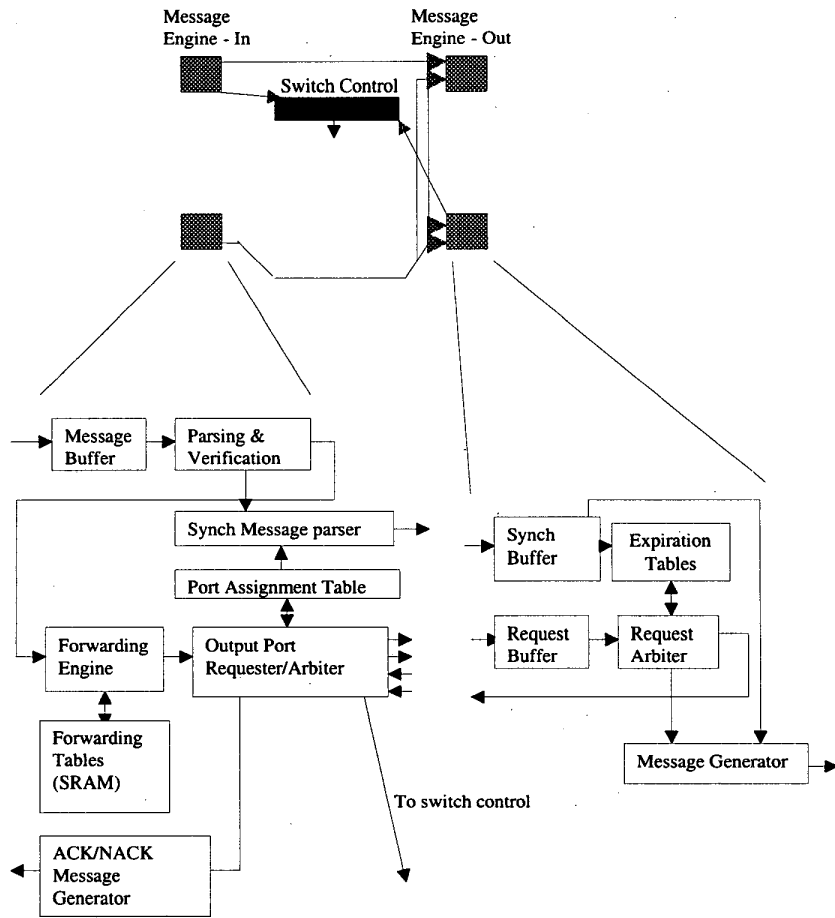 Message
Engine - In
Message
Engine - Out
Switch Control
Message
Buffer
Parsing &
Verification
Synch Message parser
Port Assignment Table
Forwarding
Engine
Output Port
Requester/Arbiter
Forwarding
Tables
(SRAM)
ACK/NACK
Message
Generator
To switch control
Synch
Buffer
Expiration
Tables
Request
Buffer
Request
Arbiter
Message Generator